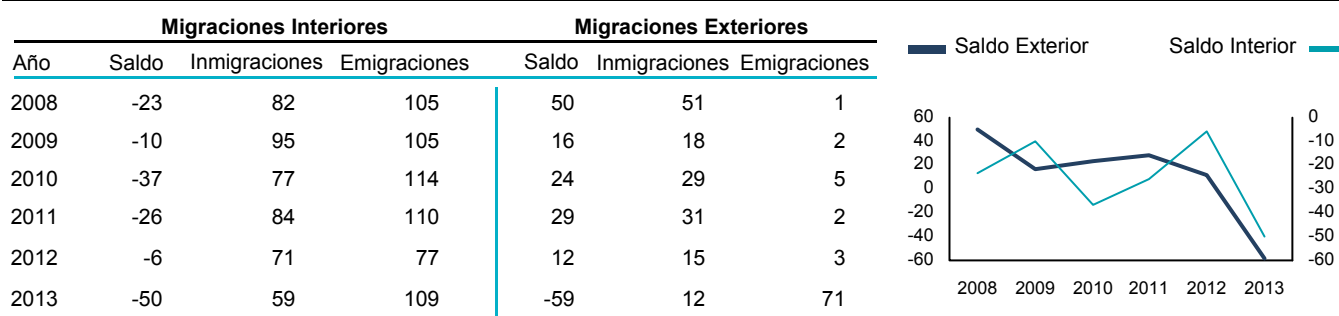 Migraciones Interiores Migraciones Exteriores
Año Saldo Inmigraciones Emigraciones Saldo Inmigraciones Emigraciones
2008 -23 82 105 50 51 1
2009 -10 95 105 16 18 2
2010 -37 77 114 24 29 5
2011 -26 84 110 29 31 2
2012 -6 71 77 12 15 3
2013 -50 59 109 -59 12 71
Saldo Exterior Saldo Interior
60 0
40 -10
20 -20
0 -30
-20 -40
-40 -50
-60 -60
2008 2009 2010 2011 2012 2013